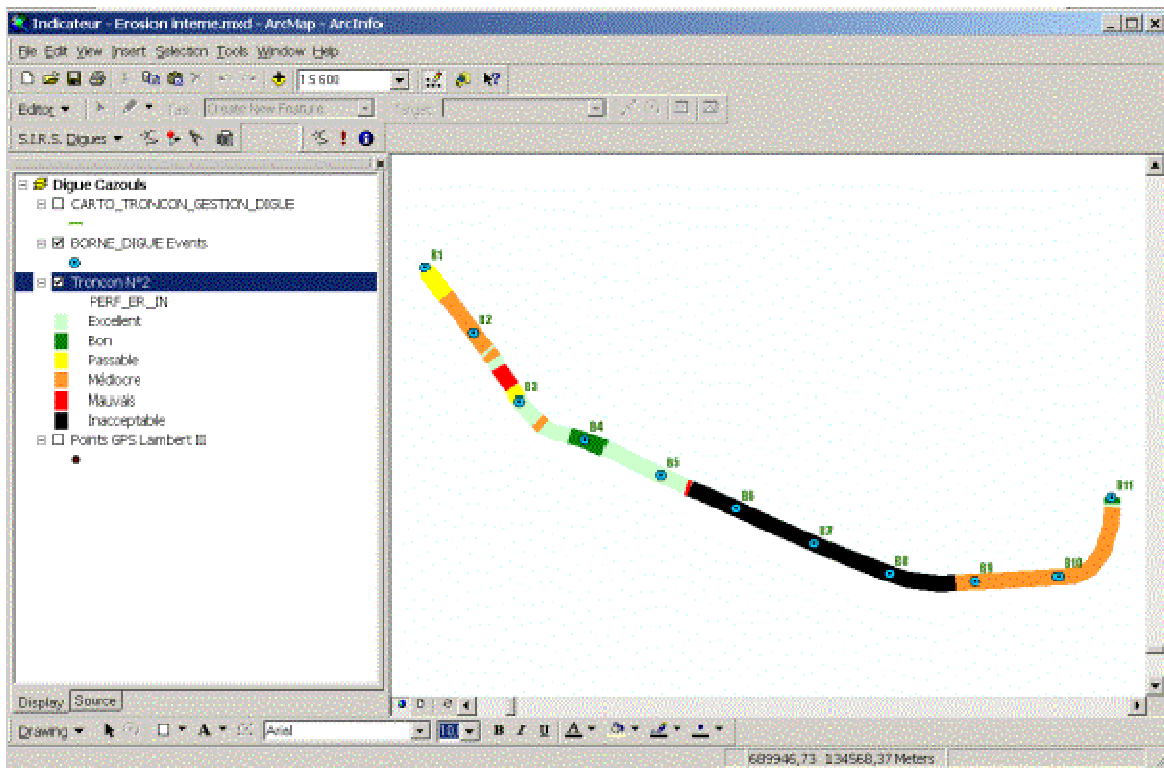 Indicateur - Erosion interne.mxd - ArcMap - ArcInfo
File Edit View Insert Selection Tools Window Help
1:5 600
Editor Task: Create New Feature Target:
S.I.R.S. Digues
Digue Cazouls
CARTO_TRONCON_GESTION_DIGUE
BORNE_DIGUE Events
Troncon N°2
PERF_ER_IN
Excellent
Bon
Passable
Médiocre
Mauvais
Inacceptable
Points GPS Lambert III
B1
B2
B3
B4
B5
B6
B7
B8
B9
B10
B11
Display Source
Drawing A Arial 10 B I U A
689946,73 134568,37 Meters